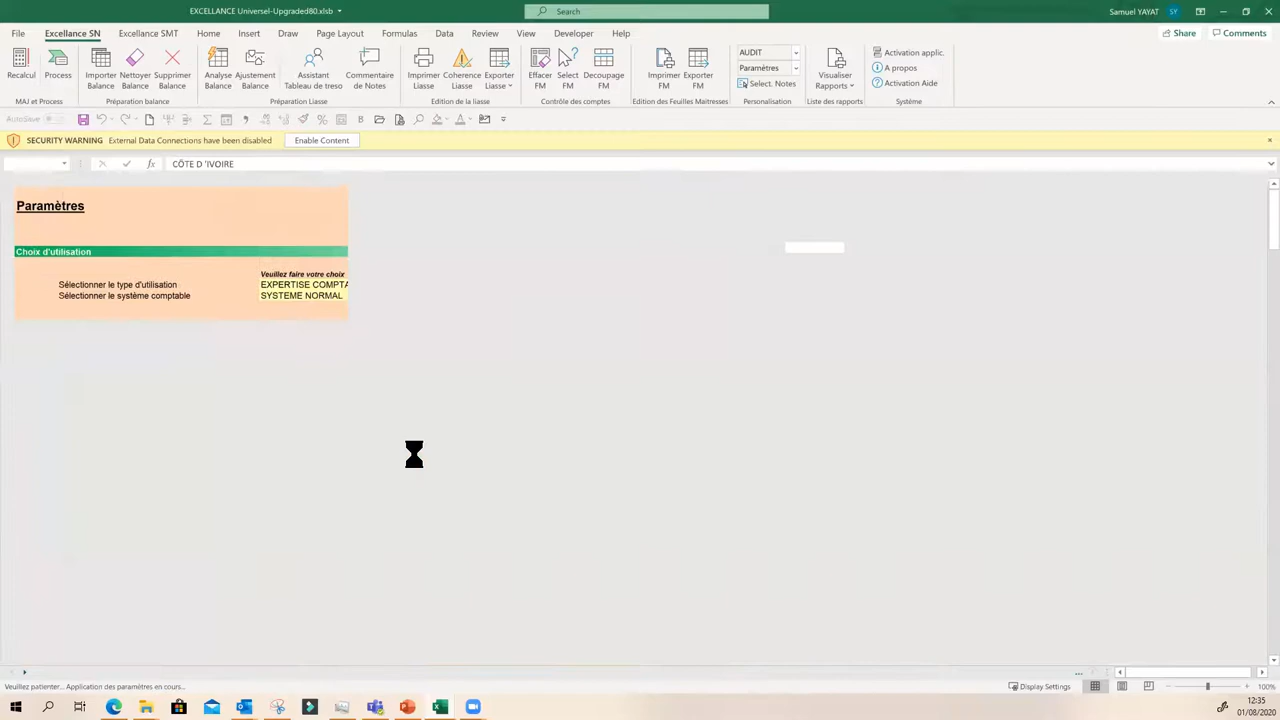 EXCELLANCE Universel-Upgraded80.xlsb
Search
Samuel YAYAT SY
File Excellance SN Excellance SMT Home Insert Draw Page Layout Formulas Data Review View Developer Help
Share Comments
Recalcul
Process
Importer Balance
Nettoyer Balance
Supprimer Balance
Analyse Balance
Ajustement Balance
Assistant Tableau de treso
Commentaire de Notes
Imprimer Liasse
Coherence Liasse
Exporter Liasse
Effacer FM
Select FM
Decoupage FM
Imprimer FM
Exporter FM
AUDIT
Paramètres
Select. Notes
Visualiser Rapports
Activation applic.
A propos
Activation Aide
MAJ et Process
Préparation balance
Préparation Liasse
Edition de la liasse
Contrôle des comptes
Edition des Feuilles Maitresses
Personalisation
Liste des rapports
Système
AutoSave
SECURITY WARNING External Data Connections have been disabled Enable Content
fx CÔTE D 'IVOIRE
Paramètres
Choix d'utilisation
Veuillez faire votre choix
Sélectionner le type d'utilisation EXPERTISE COMPTA
Sélectionner le système comptable SYSTEME NORMAL
Veuillez patienter... Application des paramètres en cours...
Display Settings
100%
12:35
01/08/2020